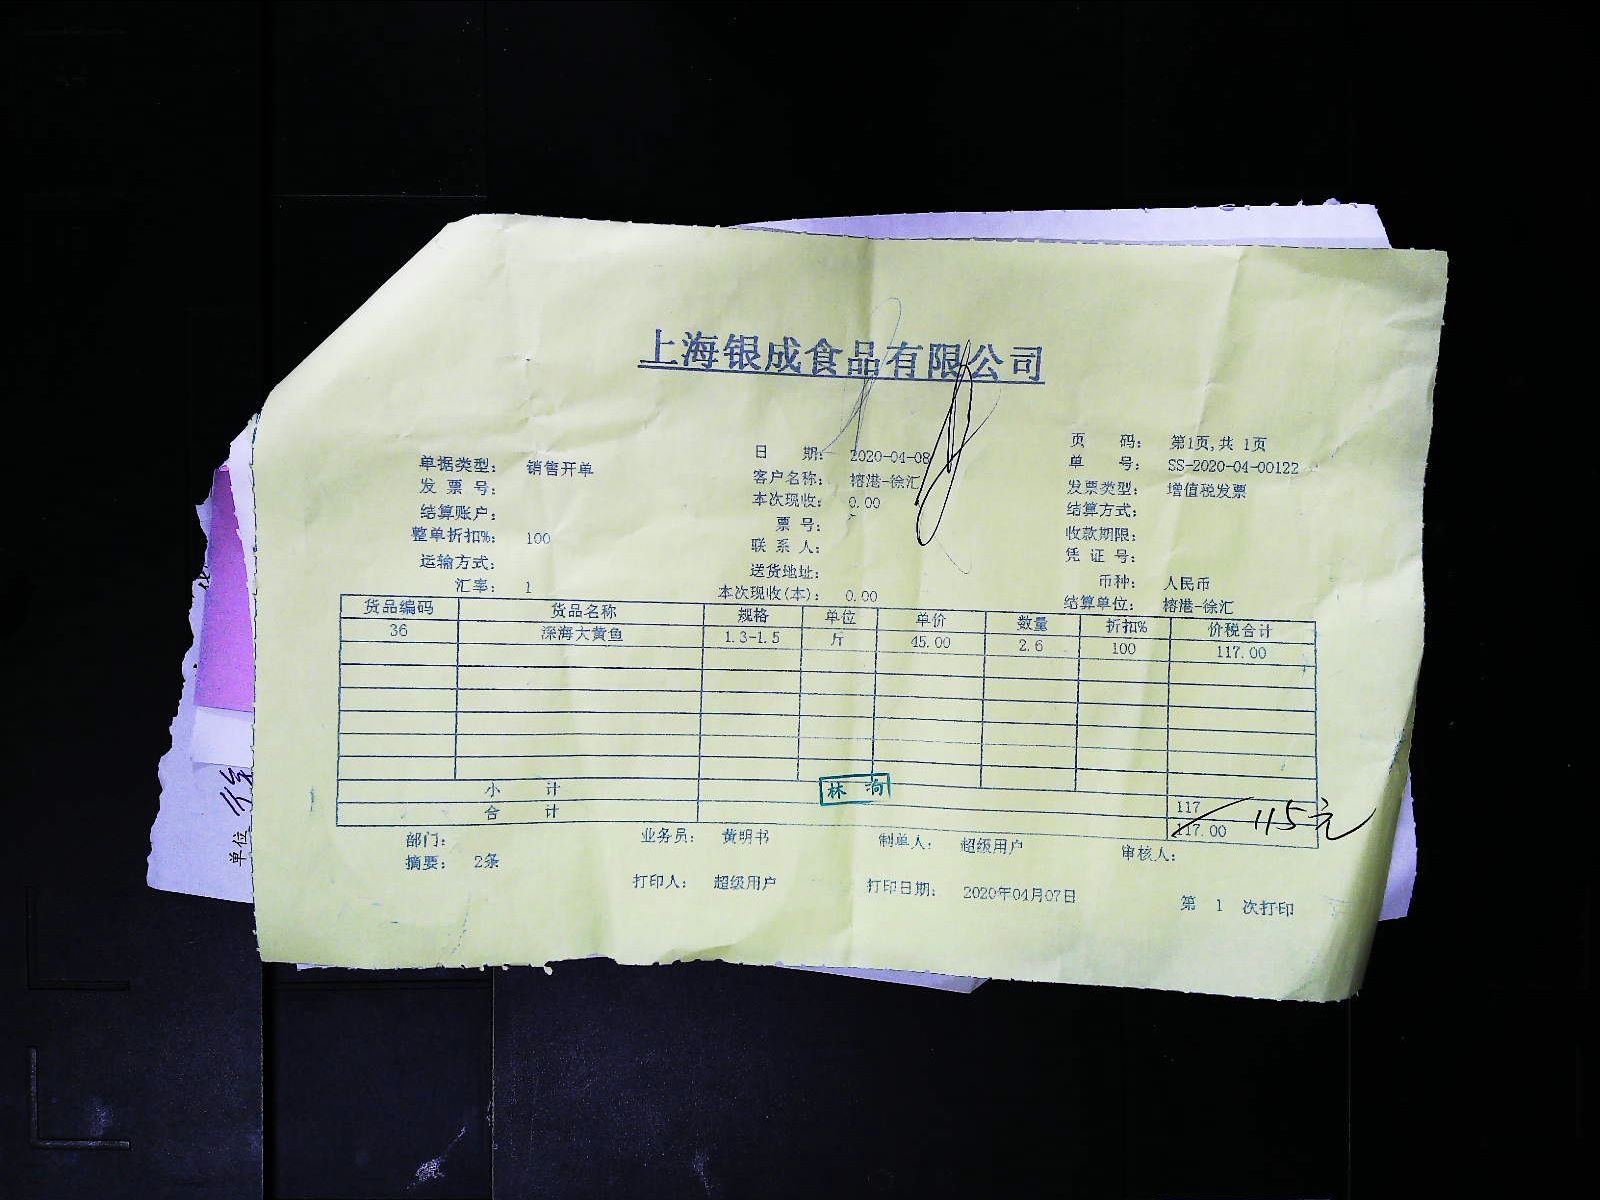 上海银成食品有限公司
页 码: 第1页,共 1页
日 期: 2020-04-08
单据类型: 销售开单
单 号: SS-2020-04-00122
客户名称: 榕港-徐汇
发票号:
发票类型: 增值税发票
本次现收: 0.00
结算账户:
结算方式:
票号:
整单折扣%: 100
收款期限:
联系人:
运输方式:
凭证号:
送货地址:
汇率: 1
币种: 人民币
本次现收(本): 0.00
结算单位: 榕港-徐汇
货品编码 货品名称 规格 单位 单价 数量 折扣% 价税合计
36 深海大黄鱼 1.3-1.5 斤 45.00 2.6 100 117.00
小 计 117
林洵
合 计 117.00 115元
部门: 业务员: 黄明书 制单人: 超级用户 审核人:
摘要: 2条
打印人: 超级用户 打印日期: 2020年04月07日 第 1 次打印
单位